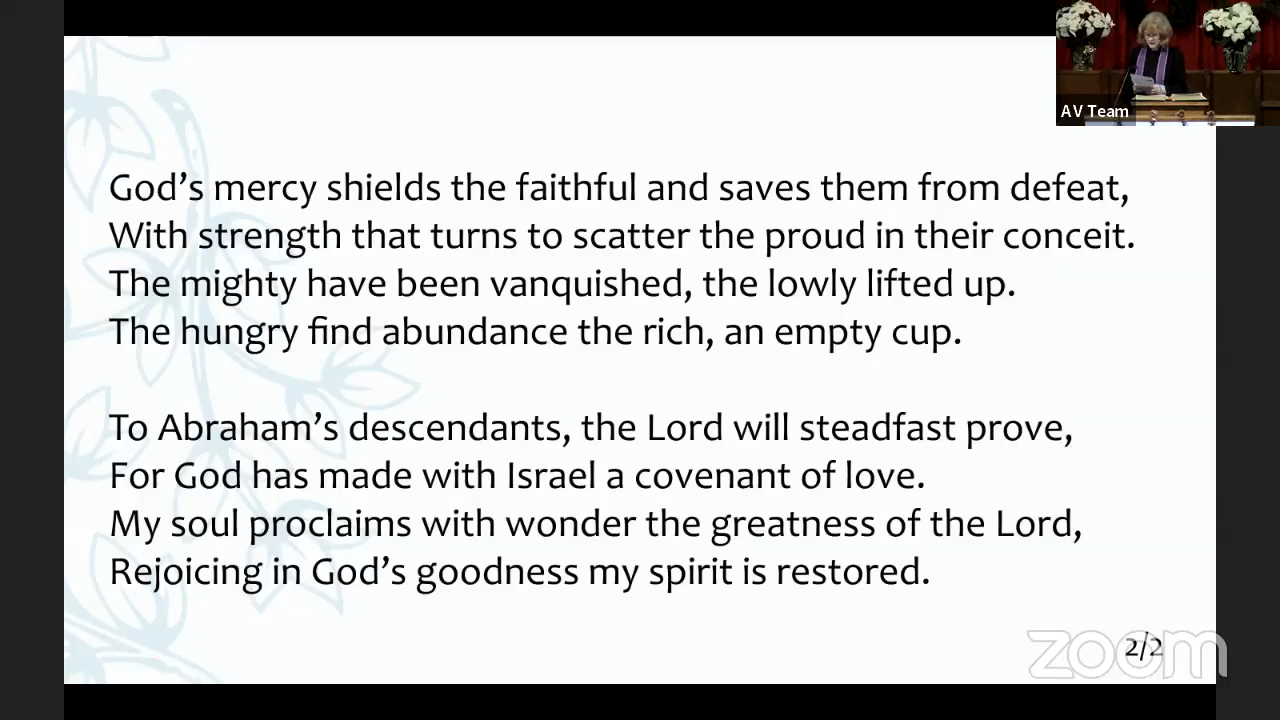 AV Team
God’s mercy shields the faithful and saves them from defeat,
With strength that turns to scatter the proud in their conceit.
The mighty have been vanquished, the lowly lifted up.
The hungry find abundance the rich, an empty cup.
To Abraham’s descendants, the Lord will steadfast prove,
For God has made with Israel a covenant of love.
My soul proclaims with wonder the greatness of the Lord,
Rejoicing in God’s goodness my spirit is restored.
2/2
zoom